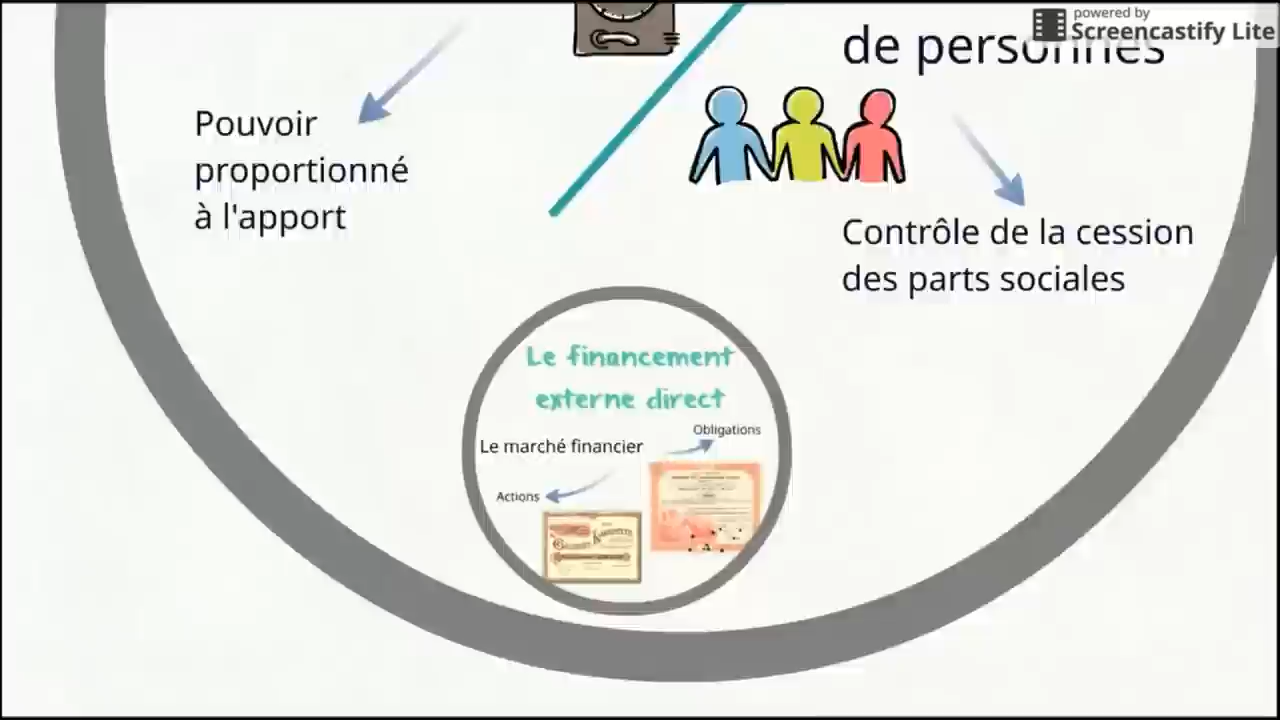 powered by
Screencastify Lite
de personnes
Pouvoir
proportionné
à l'apport
Contrôle de la cession
des parts sociales
Le financement
externe direct
Obligations
Le marché financier
Actions